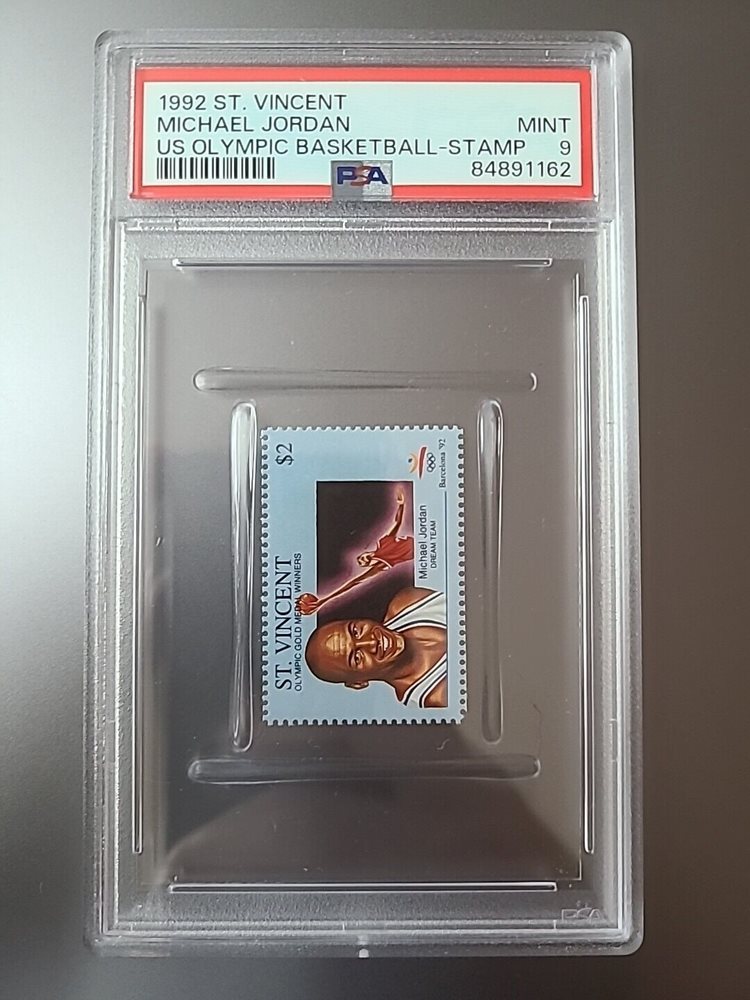 1992 ST. VINCENT
MICHAEL JORDAN MINT
US OLYMPIC BASKETBALL-STAMP 9
PSA 84891162
$2
ST. VINCENT
OLYMPIC GOLD MEDAL WINNERS
Barcelona '92
Michael Jordan
DREAM TEAM
PSA